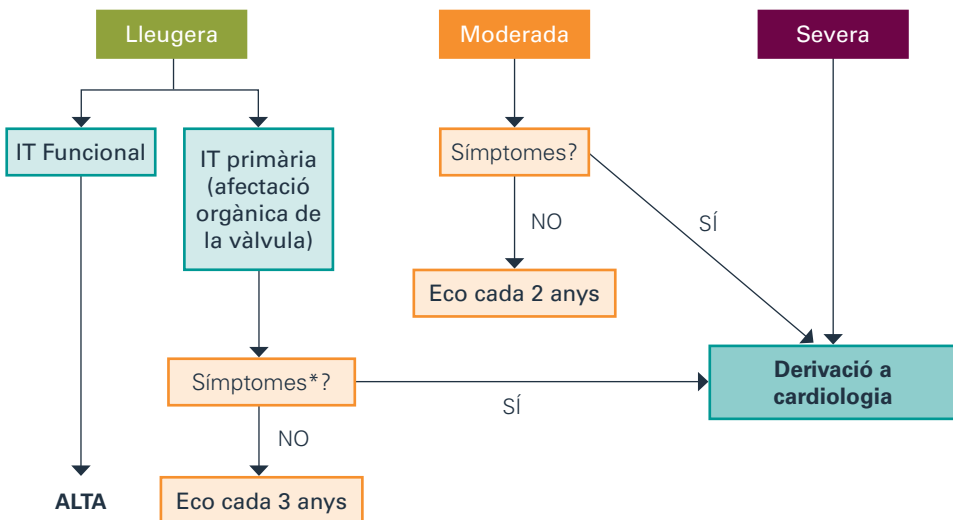 Lleugera
Moderada
Severa
IT Funcional
IT primària
(afectació
orgànica de
la vàlvula)
Símptomes?
NO
SÍ
Eco cada 2 anys
Derivació a
cardiologia
Símptomes*?
SÍ
NO
ALTA
Eco cada 3 anys